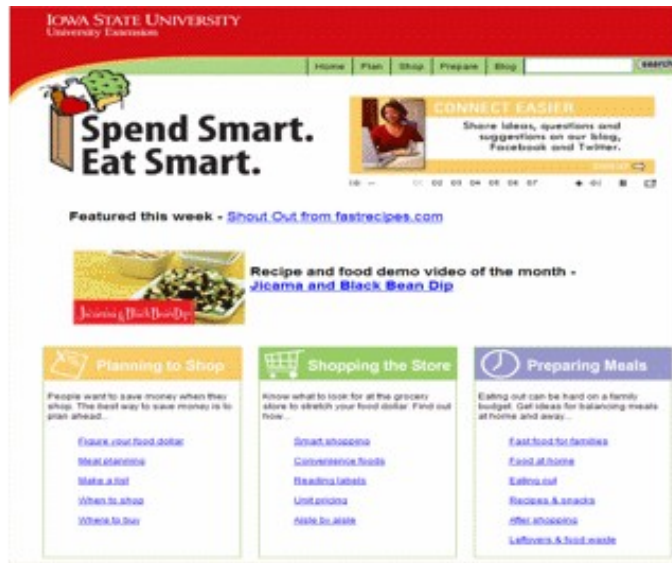 IOWA STATE UNIVERSITY
University Extension
Home Plan Shop Prepare Blog search
Spend Smart.
Eat Smart.
CONNECT EASIER
Share ideas, questions and
suggestions on our blog,
Facebook and Twitter.
02 03 04 05 06 07
Featured this week - Shout Out from fastrecipes.com
Recipe and food demo video of the month -
Jicama and Black Bean Dip
Jicama & Black Bean Dip
Planning to Shop
People want to save money when they
shop. The best way to save money is to
plan ahead...
Figure your food dollar
Meal planning
Make a list
When to shop
Where to buy
Shopping the Store
Know what to look for at the grocery
store to stretch your food dollar. Find out
how...
Smart shopping
Convenience foods
Reading labels
Unit pricing
Aisle by aisle
Preparing Meals
Eating out can be hard on a family
budget. Get ideas for balancing meals
at home and away...
Fast food for families
Food at home
Eating out
Recipes & snacks
After shopping
Leftovers & food waste